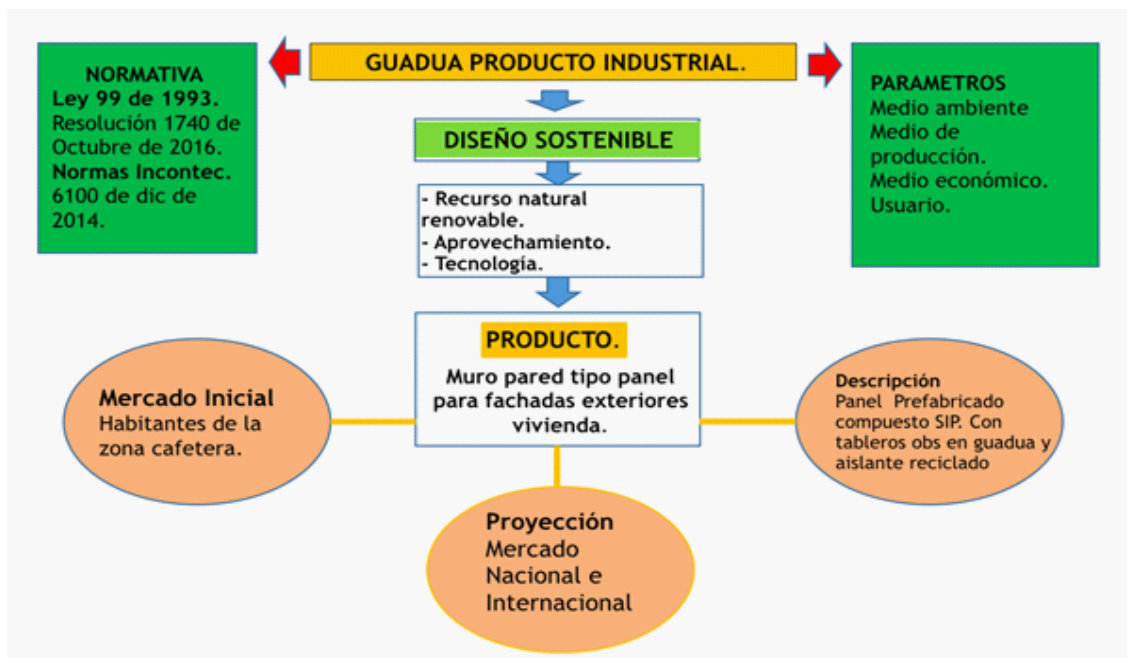 GUADUA PRODUCTO INDUSTRIAL.
NORMATIVA
Ley 99 de 1993.
Resolución 1740 de
Octubre de 2016.
Normas Incontec.
6100 de dic de
2014.
PARAMETROS
Medio ambiente
Medio de
producción.
Medio económico.
Usuario.
DISEÑO SOSTENIBLE
- Recurso natural
renovable.
- Aprovechamiento.
- Tecnología.
PRODUCTO.
Muro pared tipo panel
para fachadas exteriores
vivienda.
Mercado Inicial
Habitantes de la
zona cafetera.
Descripción
Panel Prefabricado
compuesto SIP. Con
tableros obs en guadua y
aislante reciclado
Proyección
Mercado
Nacional e
Internacional